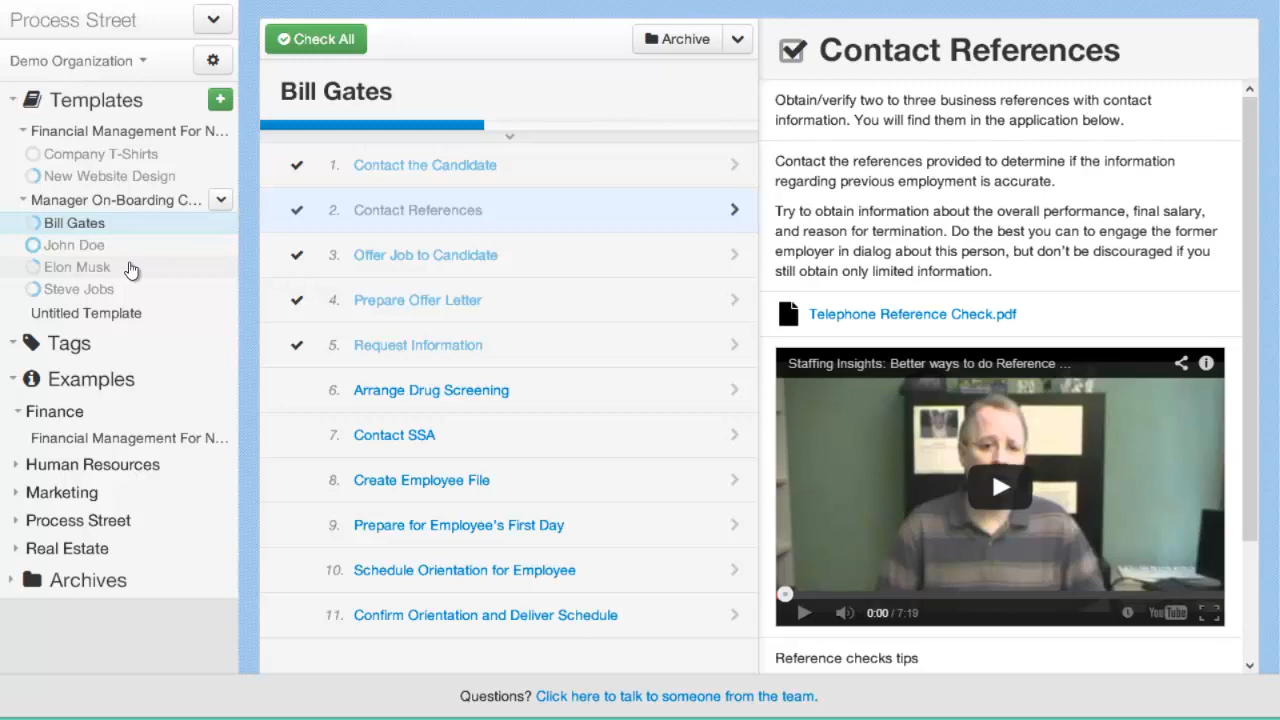 Process Street
Demo Organization
Templates
Financial Management For N...
Company T-Shirts
New Website Design
Manager On-Boarding C...
Bill Gates
John Doe
Elon Musk
Steve Jobs
Untitled Template
Tags
Examples
Finance
Financial Management For N...
Human Resources
Marketing
Process Street
Real Estate
Archives
Check All
Archive
Bill Gates
1. Contact the Candidate
2. Contact References
3. Offer Job to Candidate
4. Prepare Offer Letter
5. Request Information
6. Arrange Drug Screening
7. Contact SSA
8. Create Employee File
9. Prepare for Employee's First Day
10. Schedule Orientation for Employee
11. Confirm Orientation and Deliver Schedule
Contact References
Obtain/verify two to three business references with contact
information. You will find them in the application below.
Contact the references provided to determine if the information
regarding previous employment is accurate.
Try to obtain information about the overall performance, final salary,
and reason for termination. Do the best you can to engage the former
employer in dialog about this person, but don't be discouraged if you
still obtain only limited information.
Telephone Reference Check.pdf
Staffing Insights: Better ways to do Reference ...
0:00 / 7:19
YouTube
Reference checks tips
Questions? Click here to talk to someone from the team.